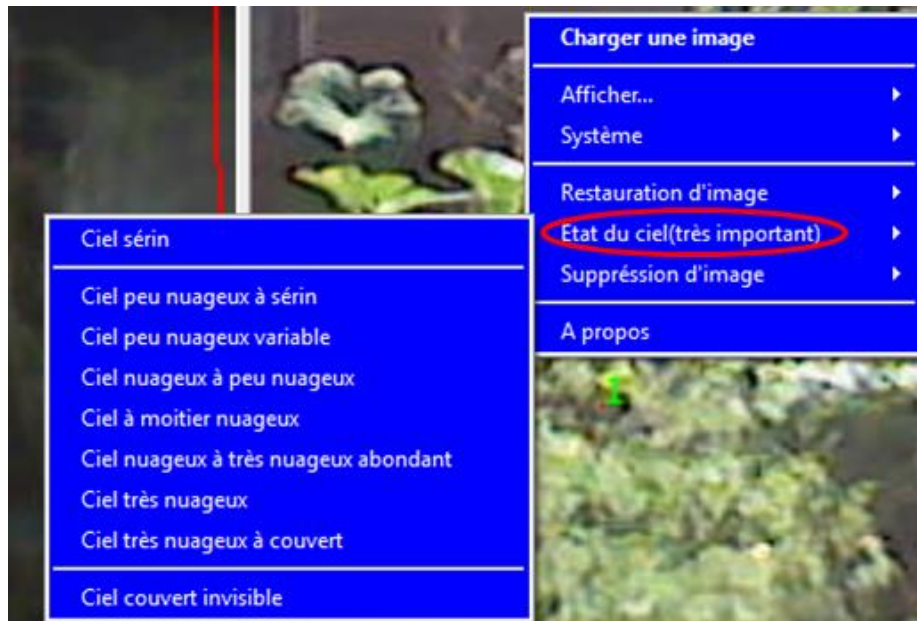 Charger une image
Afficher...
Système
Restauration d'image
Etat du ciel(très important)
Suppréssion d'image
A propos
Ciel sérin
Ciel peu nuageux à sérin
Ciel peu nuageux variable
Ciel nuageux à peu nuageux
Ciel à moitier nuageux
Ciel nuageux à très nuageux abondant
Ciel très nuageux
Ciel très nuageux à couvert
Ciel couvert invisible
1